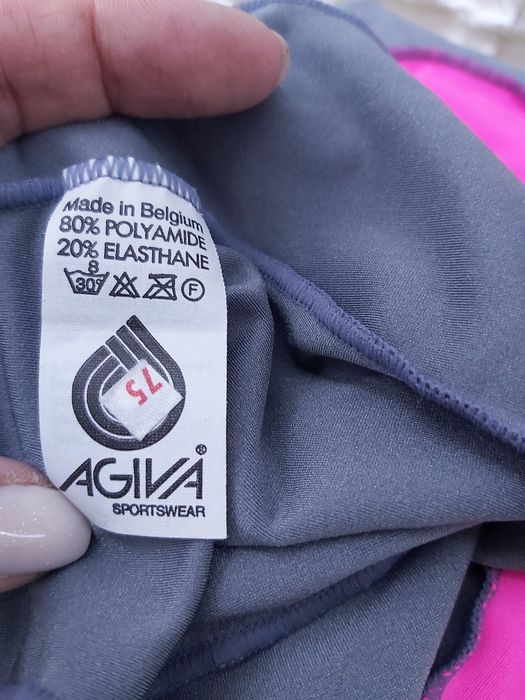 Made in Belgium
80% POLYAMIDE
20% ELASTHANE
8
30° F
75
AGIVA®
SPORTSWEAR